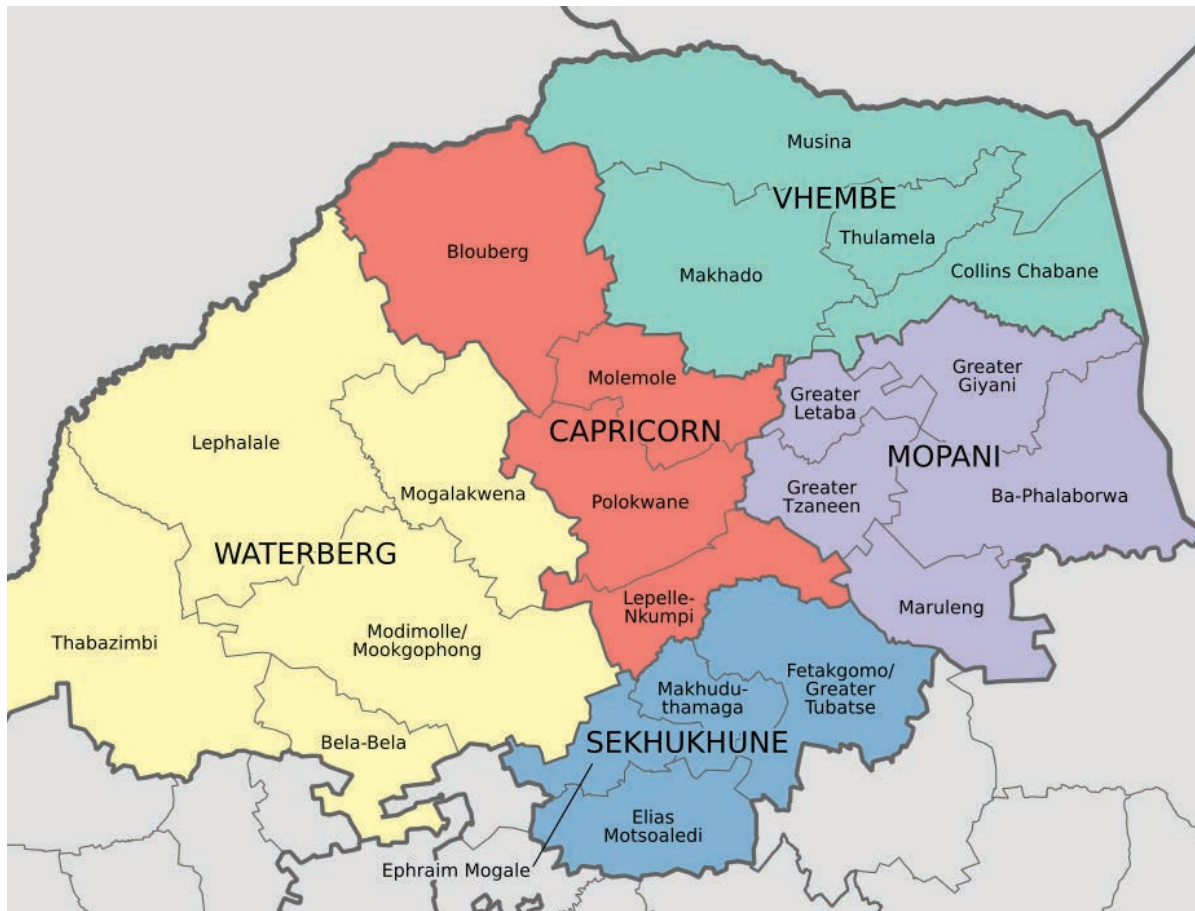 Musina
VHEMBE
Thulamela
Blouberg
Makhado
Collins Chabane
Molemole
Greater
Giyani
Greater
Letaba
CAPRICORN
Lephalale
MOPANI
Mogalakwena
Polokwane
Greater
Tzaneen
Ba-Phalaborwa
WATERBERG
Lepelle-
Nkumpi
Maruleng
Thabazimbi
Modimolle/
Mookgophong
Makhudu-
thamaga
Fetakgomo/
Greater
Tubatse
Bela-Bela
SEKHUKHUNE
Elias
Motsoaledi
Ephraim Mogale